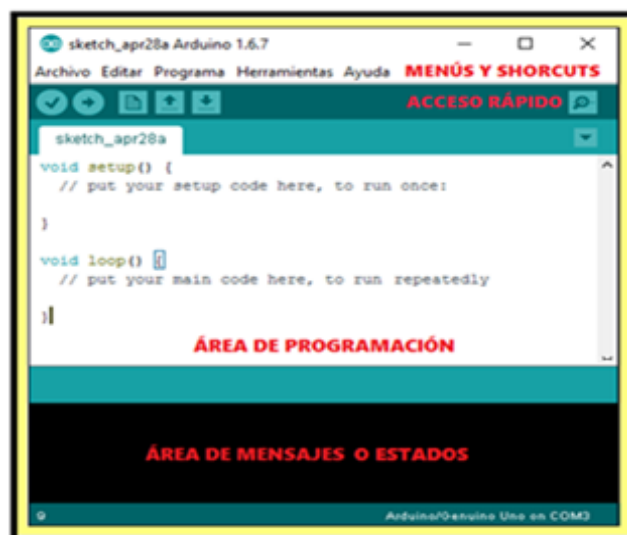 sketch_apr28a Arduino 1.6.7
Archivo Editar Programa Herramientas Ayuda MENÚS Y SHORCUTS
ACCESO RÁPIDO
sketch_apr28a
void setup() {
// put your setup code here, to run once:
}
void loop() {
// put your main code here, to run repeatedly
}
ÁREA DE PROGRAMACIÓN
ÁREA DE MENSAJES O ESTADOS
9
Arduino/Genuino Uno on COM3